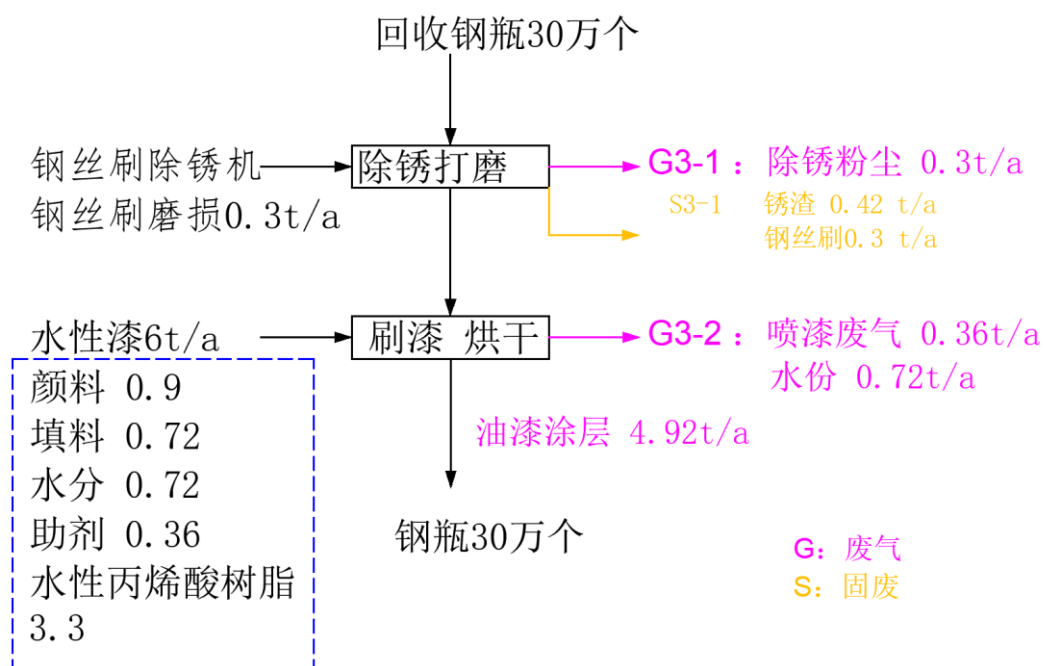 回收钢瓶30万个
钢丝刷除锈机
钢丝刷磨损0.3t/a
除锈打磨
G3-1：除锈粉尘 0.3t/a
S3-1 锈渣 0.42 t/a
钢丝刷0.3 t/a
水性漆6t/a
刷漆 烘干
G3-2：喷漆废气 0.36t/a
水份 0.72t/a
颜料 0.9
填料 0.72
水分 0.72
助剂 0.36
水性丙烯酸树脂
3.3
油漆涂层 4.92t/a
钢瓶30万个
G：废气
S：固废